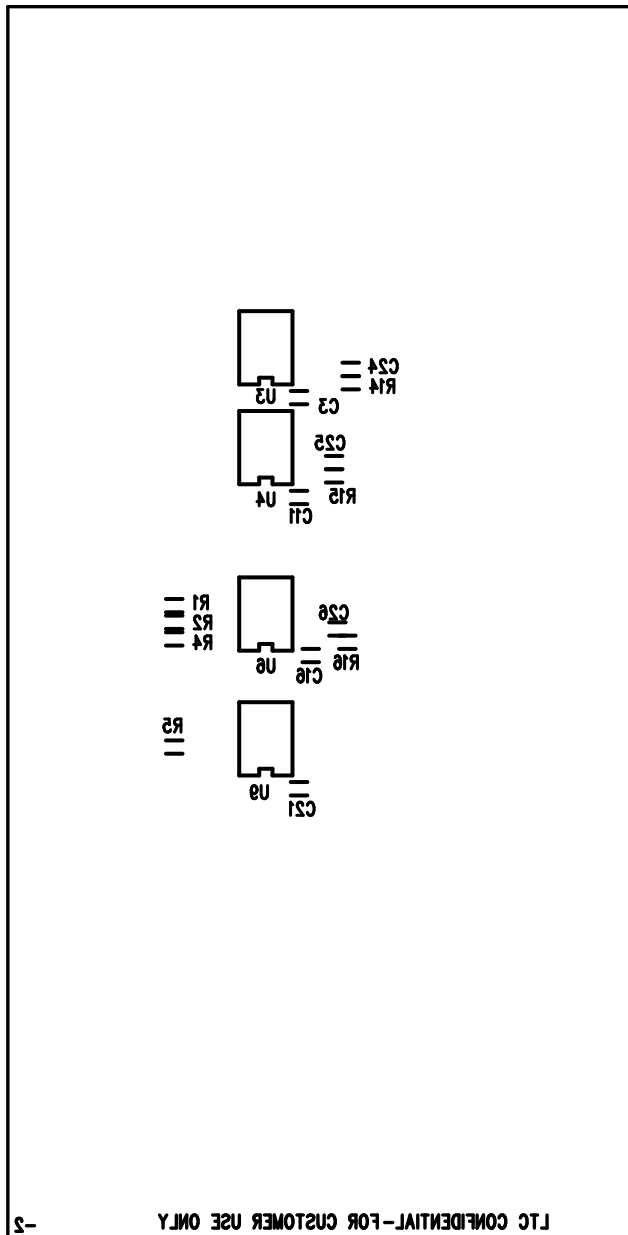 C24
R14
U3
C3
C25
U4
R15
C11
R1
C26
R2
R4
U6
C16
R16
R5
U9
C21
LTC CONFIDENTIAL-FOR CUSTOMER USE ONLY
-2